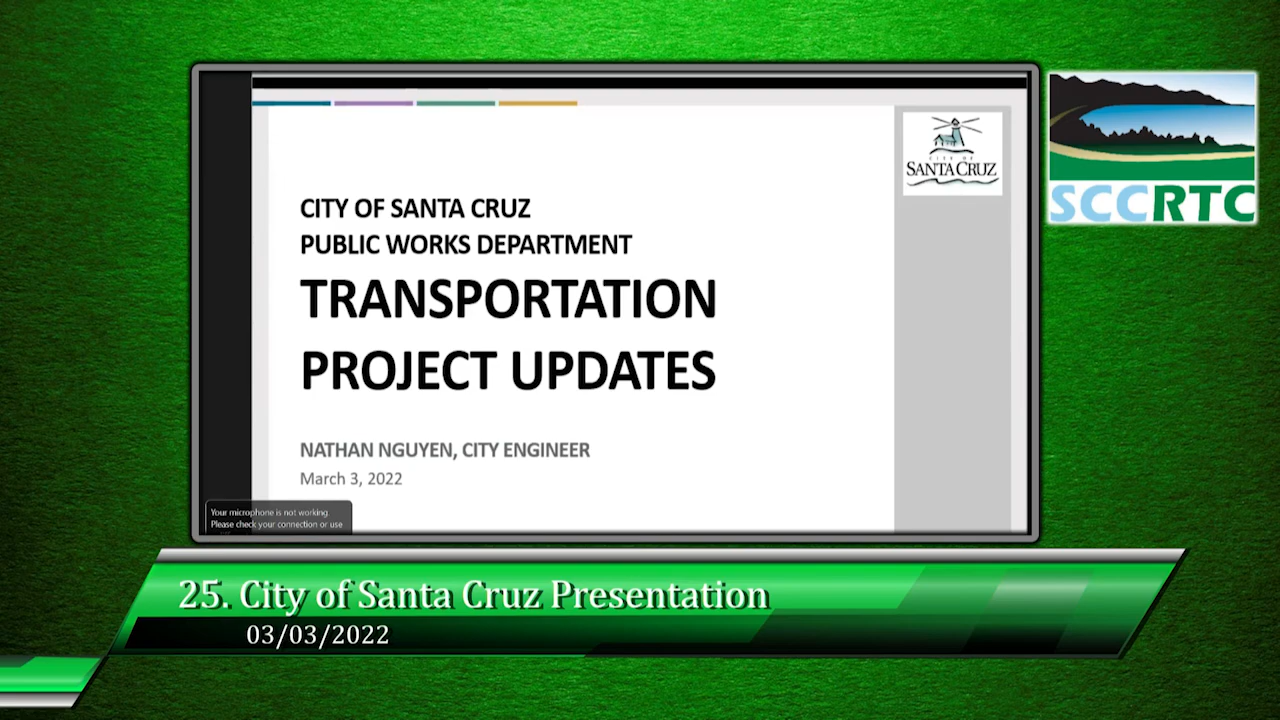 CITY OF
SANTA CRUZ
SCCRTC
CITY OF SANTA CRUZ
PUBLIC WORKS DEPARTMENT
TRANSPORTATION
PROJECT UPDATES
NATHAN NGUYEN, CITY ENGINEER
March 3, 2022
Your microphone is not working.
Please check your connection or use
25. City of Santa Cruz Presentation
03/03/2022